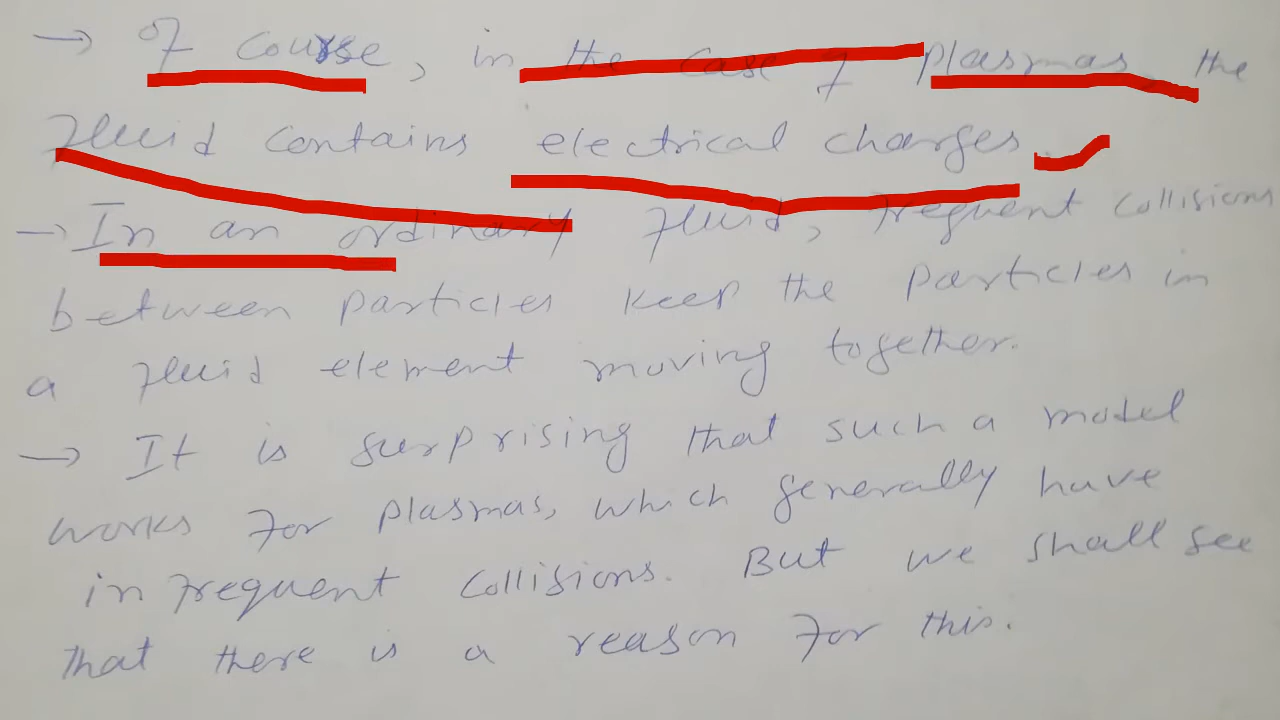 → Of course, in the case of plasmas, the
fluid contains electrical charges.
→ In an ordinary fluid, frequent collisions
between particles keep the particles in
a fluid element moving together.
→ It is surprising that such a model
works for plasmas, which generally have
infrequent collisions. But we shall see
that there is a reason for this.